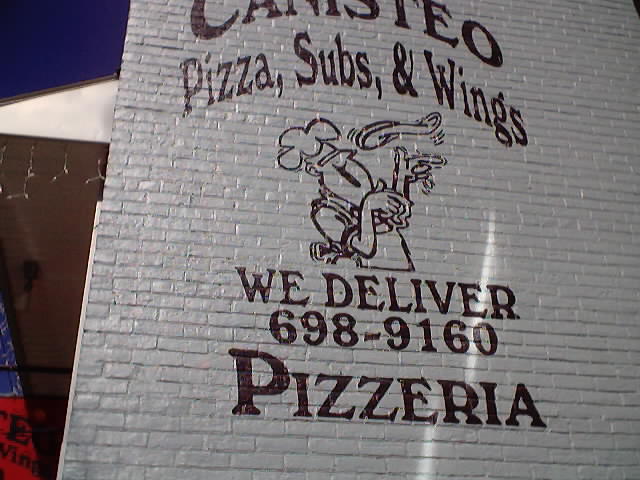 CANISTEO
Pizza, Subs, & Wings
WE DELIVER
698-9160
PIZZERIA